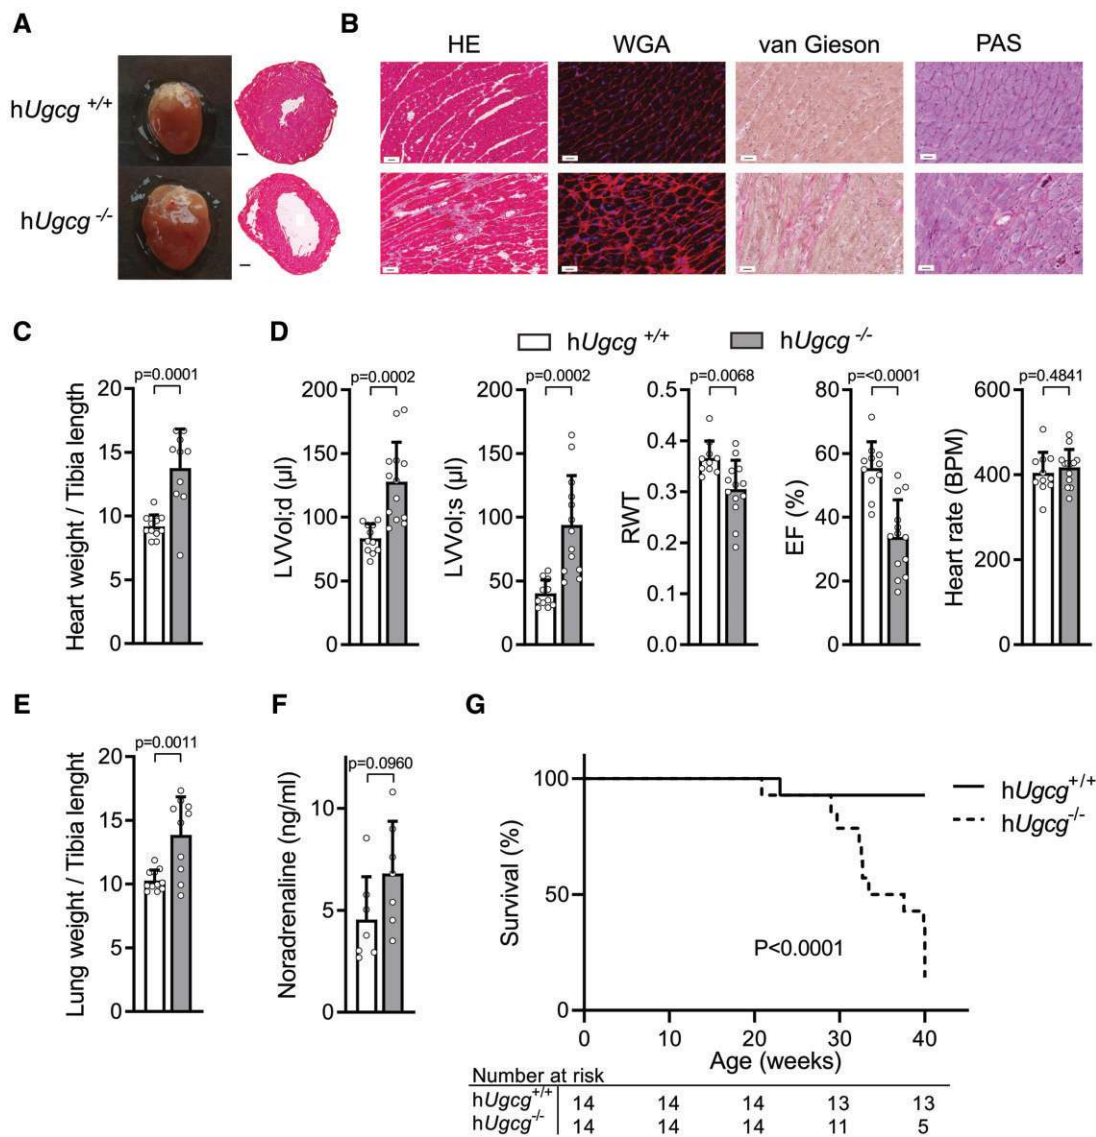 A
hUgcg +/+
hUgcg -/-
B
HE WGA van Gieson PAS
C
p=0.0001
Heart weight / Tibia length
20
15
10
5
0
D
hUgcg +/+ hUgcg -/-
p=0.0002
LVVol;d (µl)
200
150
100
50
0
p=0.0002
LVVol;s (µl)
200
150
100
50
0
p=0.0068
RWT
0.5
0.4
0.3
0.2
0.1
0.0
p=<0.0001
EF (%)
80
60
40
20
0
p=0.4841
Heart rate (BPM)
600
400
200
0
E
p=0.0011
Lung weight / Tibia lenght
20
15
10
5
0
F
p=0.0960
Noradrenaline (ng/ml)
10
5
0
G
Survival (%)
100
50
0
P<0.0001
hUgcg+/+
hUgcg-/-
0 10 20 30 40
Age (weeks)
Number at risk
hUgcg+/+ 14 14 14 13 13
hUgcg-/- 14 14 14 11 5